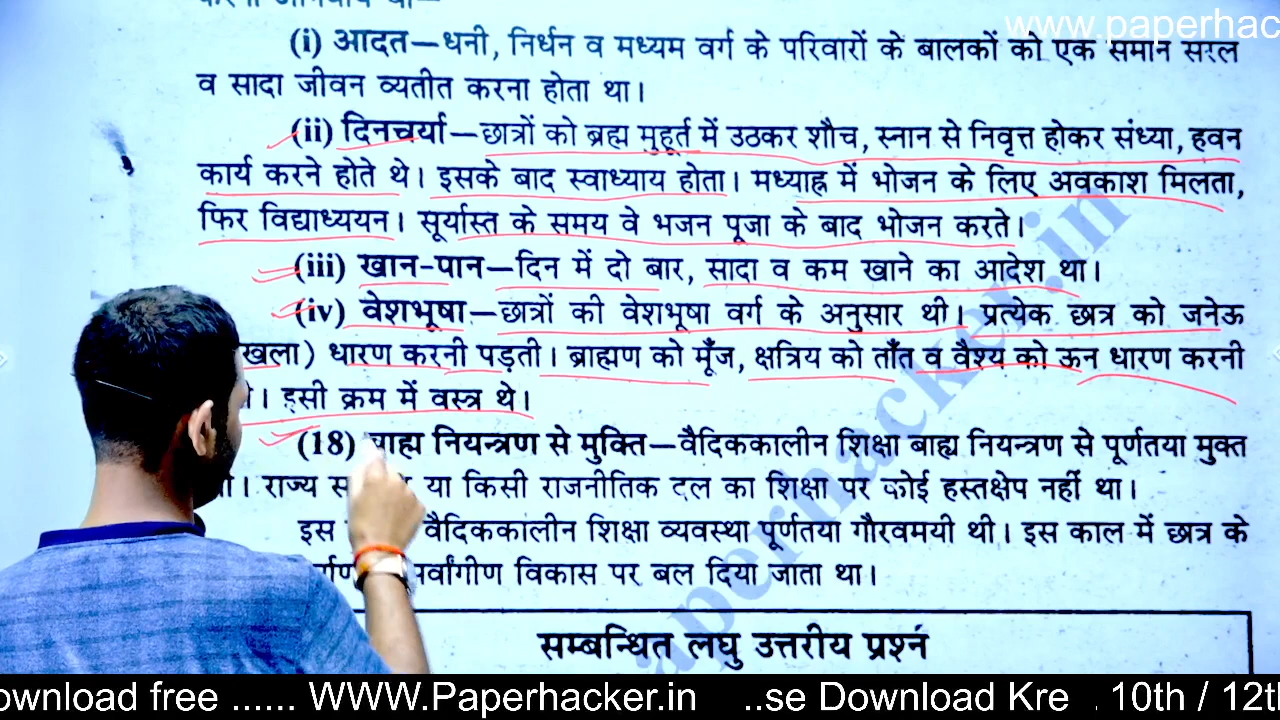 www.paperhac
(i) आदत—धनी, निर्धन व मध्यम वर्ग के परिवारों के बालकों को एक समान सरल
व सादा जीवन व्यतीत करना होता था।
(ii) दिनचर्या—छात्रों को ब्रह्म मुहूर्त में उठकर शौच, स्नान से निवृत्त होकर संध्या, हवन
कार्य करने होते थे। इसके बाद स्वाध्याय होता। मध्याह्न में भोजन के लिए अवकाश मिलता,
फिर विद्याध्ययन। सूर्यास्त के समय वे भजन पूजा के बाद भोजन करते।
(iii) खान-पान—दिन में दो बार, सादा व कम खाने का आदेश था।
(iv) वेशभूषा—छात्रों की वेशभूषा वर्ग के अनुसार थी। प्रत्येक छात्र को जनेऊ
खला) धारण करनी पड़ती। ब्राह्मण को मूँज, क्षत्रिय को ताँत व वैश्य को ऊन धारण करनी
। इसी क्रम में वस्त्र थे।
(18) बाह्य नियन्त्रण से मुक्ति—वैदिककालीन शिक्षा बाह्य नियन्त्रण से पूर्णतया मुक्त
। राज्य या किसी राजनीतिक दल का शिक्षा पर कोई हस्तक्षेप नहीं था।
इस वैदिककालीन शिक्षा व्यवस्था पूर्णतया गौरवमयी थी। इस काल में छात्र के
र्वांगीण विकास पर बल दिया जाता था।
सम्बन्धित लघु उत्तरीय प्रश्न
aperhacker.in
ownload free ...... WWW.Paperhacker.in ..se Download Kre . 10th / 12t